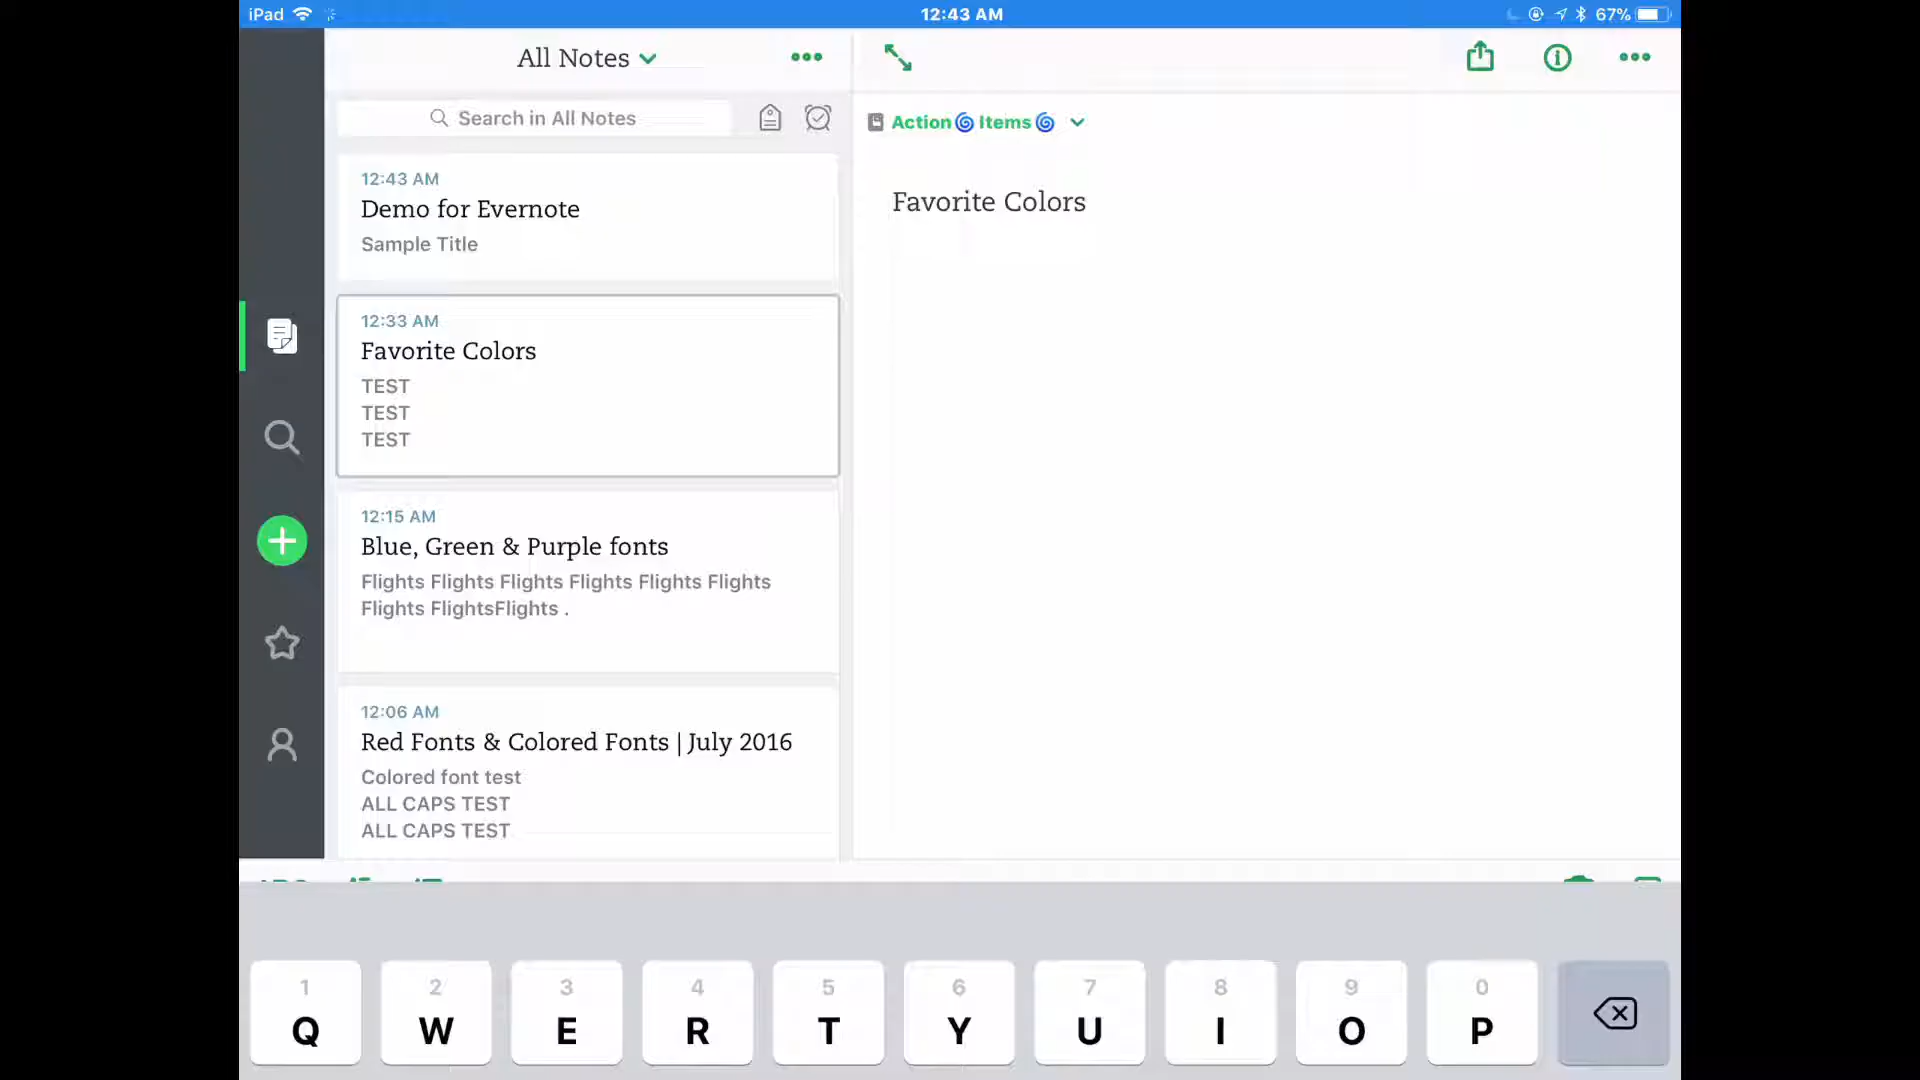 iPad 12:43 AM 67%
All Notes
Search in All Notes
12:43 AM
Demo for Evernote
Sample Title
12:33 AM
Favorite Colors
TEST
TEST
TEST
12:15 AM
Blue, Green & Purple fonts
Flights Flights Flights Flights Flights Flights
Flights FlightsFlights .
12:06 AM
Red Fonts & Colored Fonts | July 2016
Colored font test
ALL CAPS TEST
ALL CAPS TEST
Action🌀Items🌀
Favorite Colors
1 2 3 4 5 6 7 8 9 0
Q W E R T Y U I O P